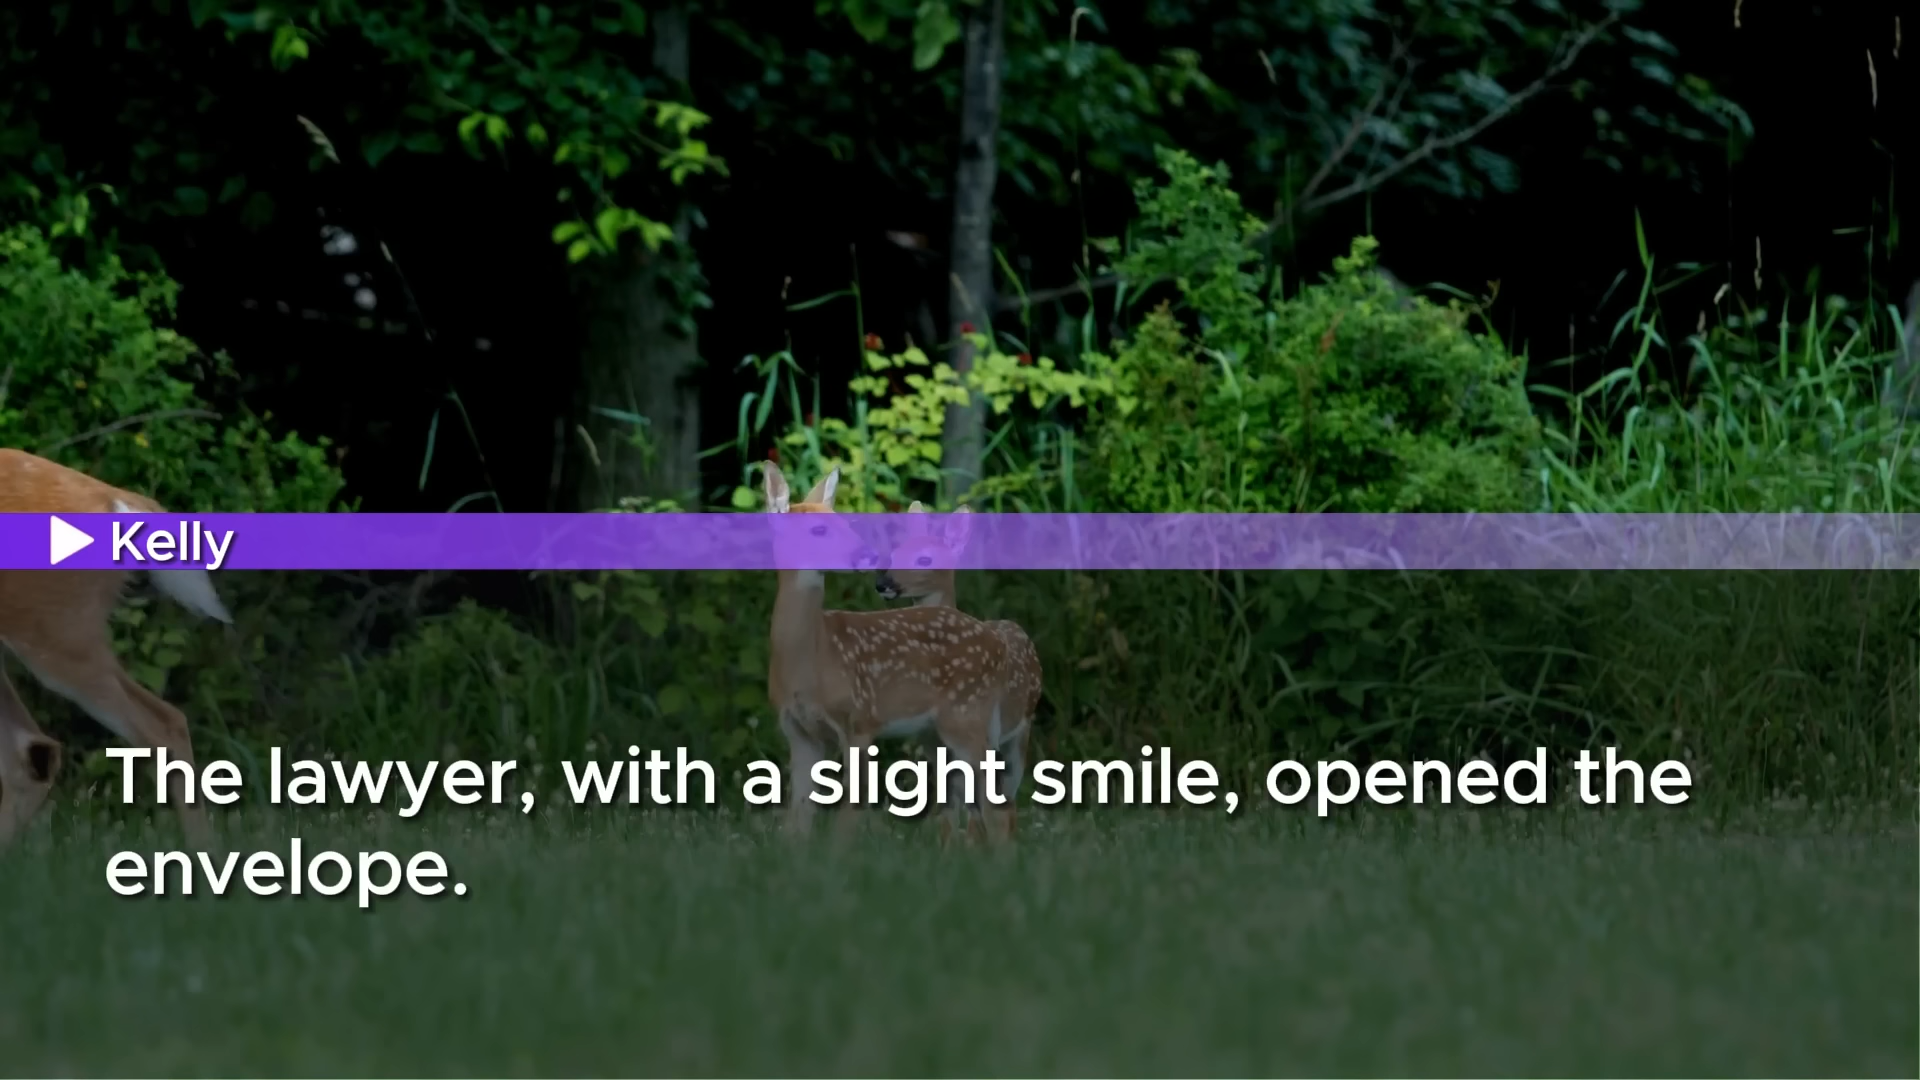 Kelly
The lawyer, with a slight smile, opened the
envelope.